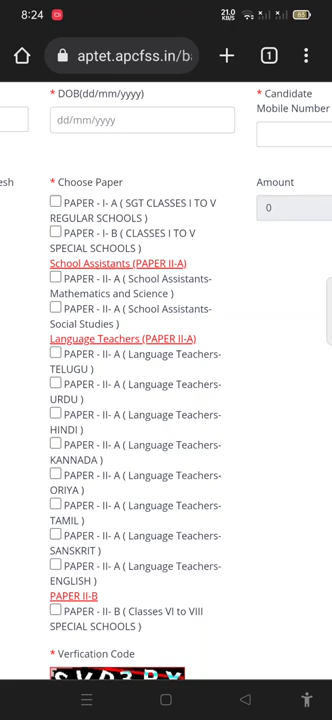 8:24
21.0
KB/S
85
aptet.apcfss.in/b
1
* DOB(dd/mm/yyyy)
* Candidate
Mobile Number
dd/mm/yyyy
esh
* Choose Paper
Amount
PAPER - I- A ( SGT CLASSES I TO V
REGULAR SCHOOLS )
0
PAPER - I- B ( CLASSES I TO V
SPECIAL SCHOOLS )
School Assistants (PAPER II-A)
PAPER - II- A ( School Assistants-
Mathematics and Science )
PAPER - II- A ( School Assistants-
Social Studies )
Language Teachers (PAPER II-A)
PAPER - II- A ( Language Teachers-
TELUGU )
PAPER - II- A ( Language Teachers-
URDU )
PAPER - II- A ( Language Teachers-
HINDI )
PAPER - II- A ( Language Teachers-
KANNADA )
PAPER - II- A ( Language Teachers-
ORIYA )
PAPER - II- A ( Language Teachers-
TAMIL )
PAPER - II- A ( Language Teachers-
SANSKRIT )
PAPER - II- A ( Language Teachers-
ENGLISH )
PAPER II-B
PAPER - II- B ( Classes VI to VIII
SPECIAL SCHOOLS )
* Verfication Code